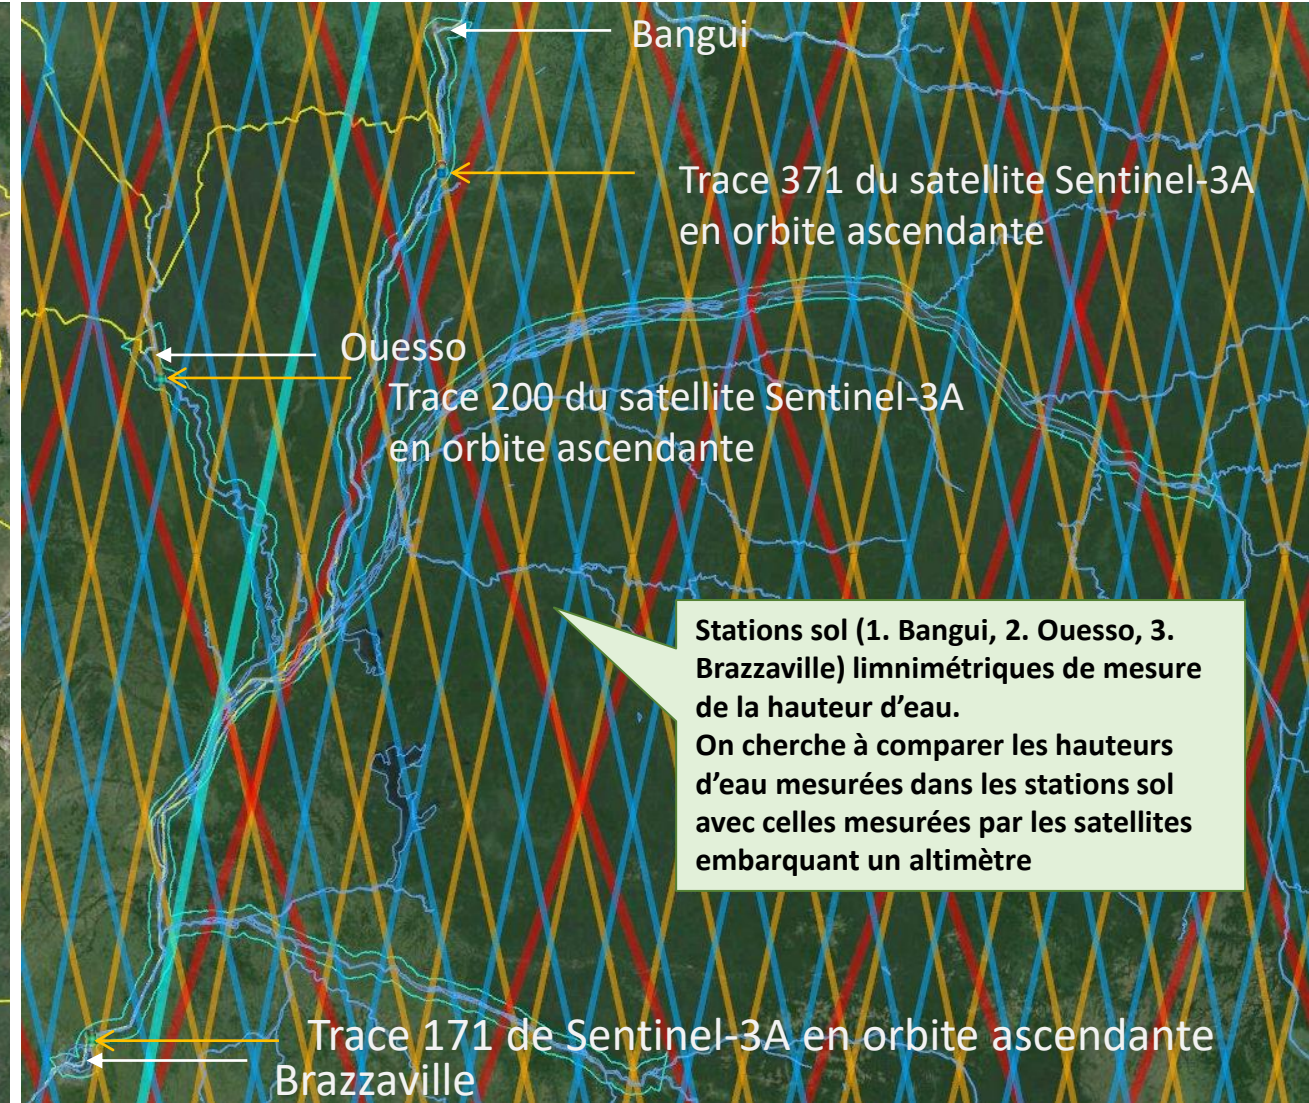 Bangui
Trace 371 du satellite Sentinel-3A
en orbite ascendante
Ouesso
Trace 200 du satellite Sentinel-3A
en orbite ascendante
Stations sol (1. Bangui, 2. Ouesso, 3.
Brazzaville) limnimétriques de mesure
de la hauteur d’eau.
On cherche à comparer les hauteurs
d’eau mesurées dans les stations sol
avec celles mesurées par les satellites
embarquant un altimètre
Trace 171 de Sentinel-3A en orbite ascendante
Brazzaville